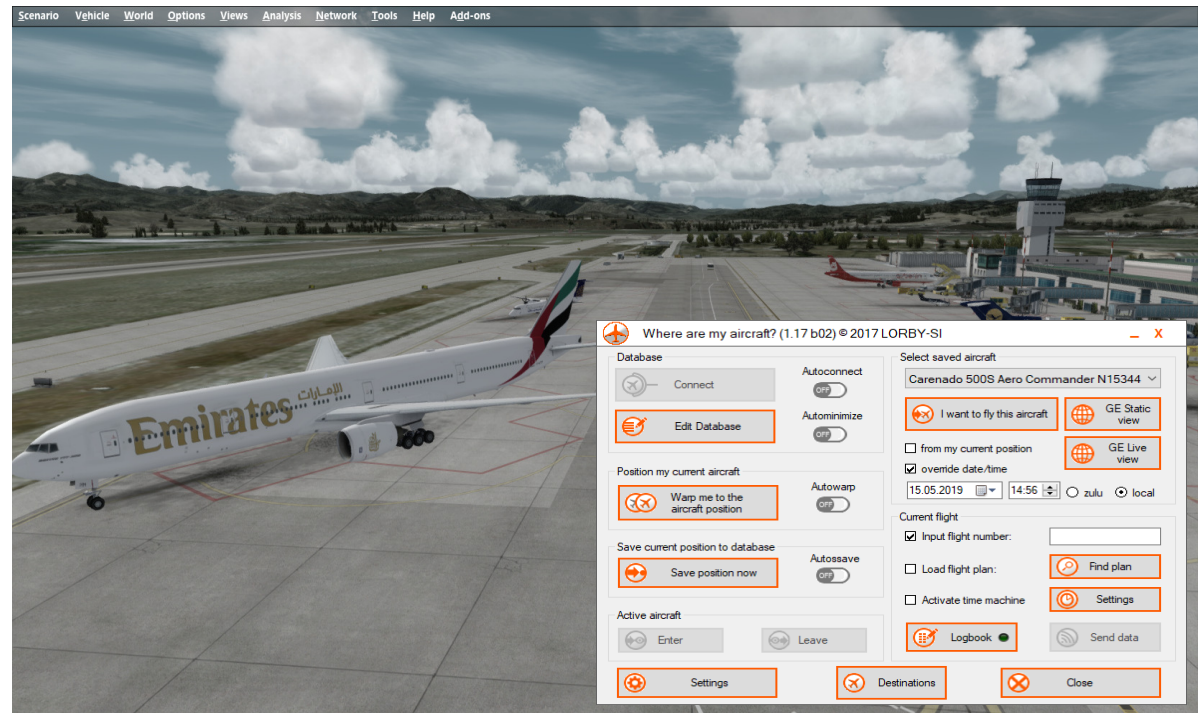 Scenario Vehicle World Options Views Analysis Network Tools Help Add-ons
Emirates الإمارات
Where are my aircraft? (1.17 b02) © 2017 LORBY-SI
_ X
Database
Connect
Autoconnect
OFF
Edit Database
Autominimize
OFF
Position my current aircraft
Warp me to the
aircraft position
Autowarp
OFF
Save current position to database
Save position now
Autossave
OFF
Active aircraft
Enter
Leave
Select saved aircraft
Carenado 500S Aero Commander N15344
I want to fly this aircraft
GE Static
view
from my current position
GE Live
view
override date/time
15.05.2019 14:56 zulu local
Current flight
Input flight number:
Load flight plan:
Find plan
Activate time machine
Settings
Logbook
Send data
Settings
Destinations
Close